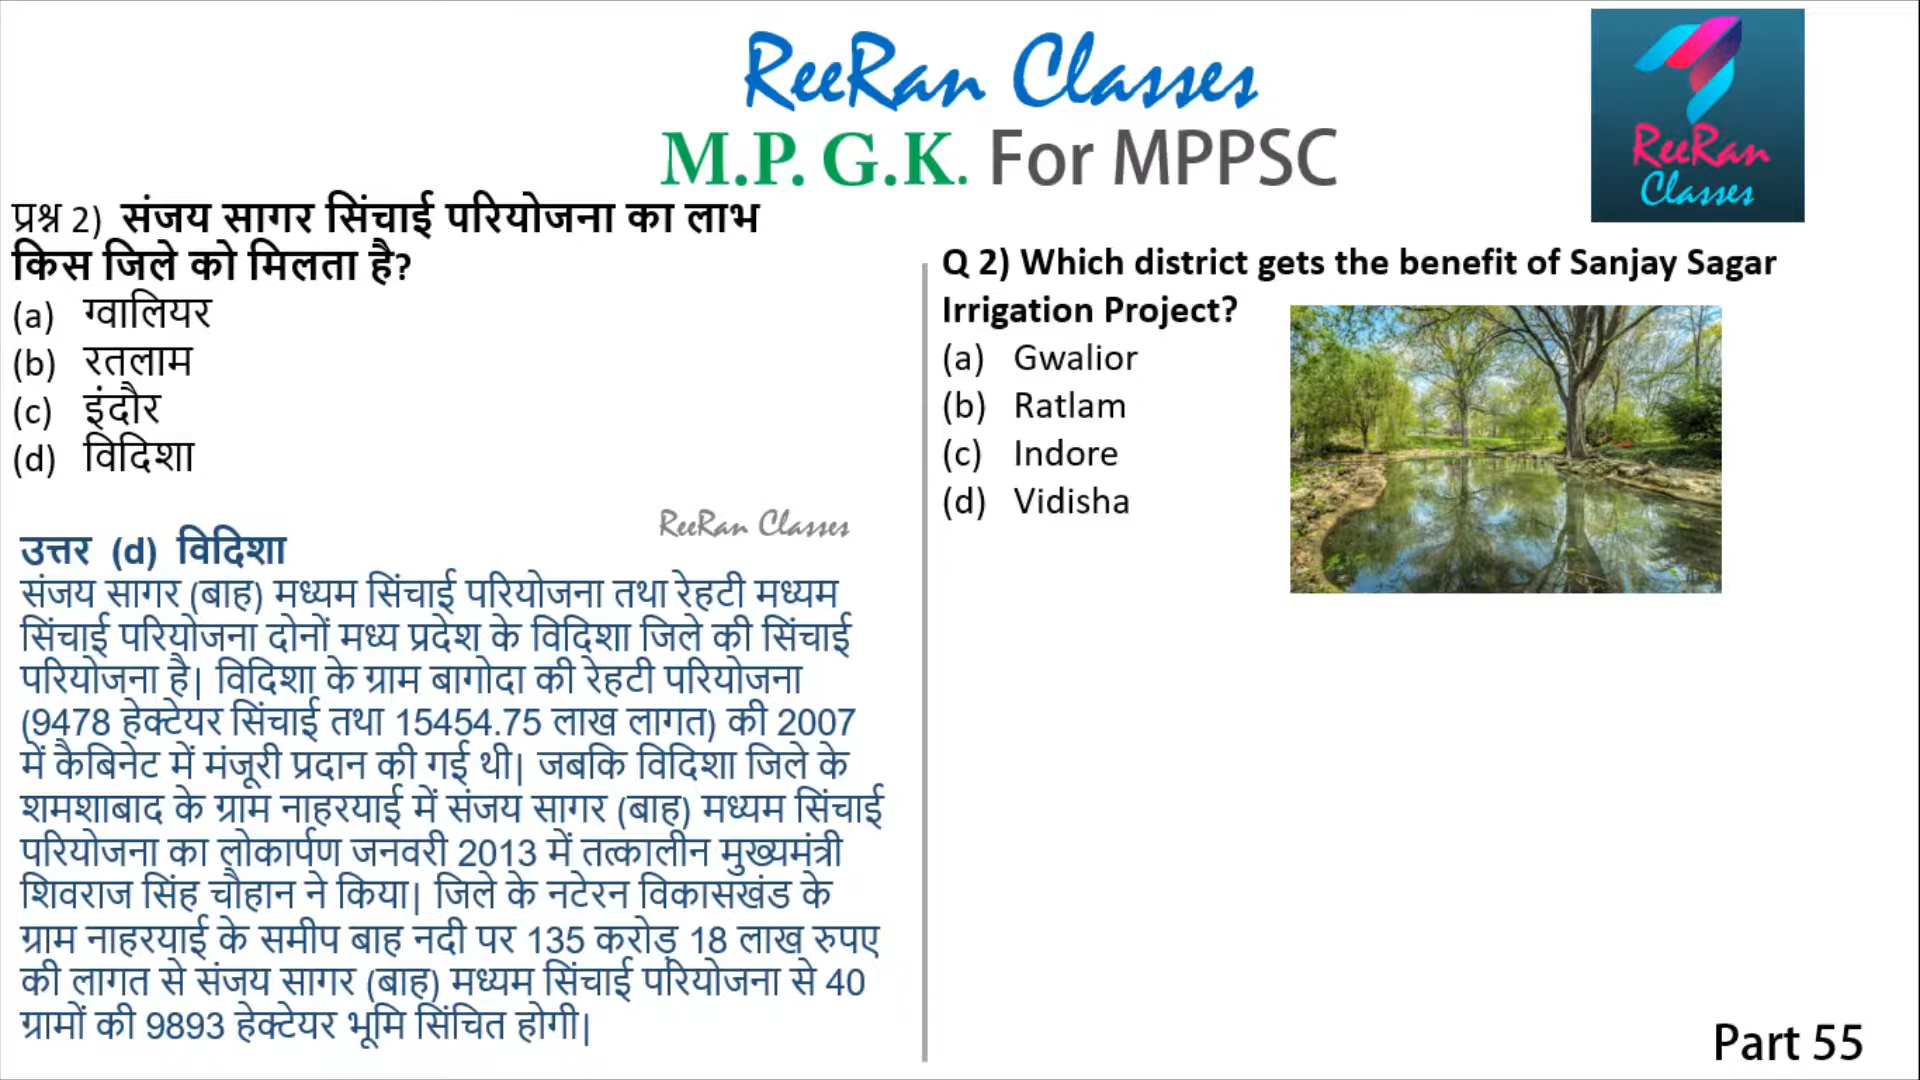 ReeRan Classes
M.P. G.K. For MPPSC
ReeRan
Classes
प्रश्न 2) संजय सागर सिंचाई परियोजना का लाभ
किस जिले को मिलता है?
(a) ग्वालियर
(b) रतलाम
(c) इंदौर
(d) विदिशा
ReeRan Classes
उत्तर (d) विदिशा
संजय सागर (बाह) मध्यम सिंचाई परियोजना तथा रेहटी मध्यम
सिंचाई परियोजना दोनों मध्य प्रदेश के विदिशा जिले की सिंचाई
परियोजना है। विदिशा के ग्राम बागोदा की रेहटी परियोजना
(9478 हेक्टेयर सिंचाई तथा 15454.75 लाख लागत) की 2007
में कैबिनेट में मंजूरी प्रदान की गई थी। जबकि विदिशा जिले के
शमशाबाद के ग्राम नाहरयाई में संजय सागर (बाह) मध्यम सिंचाई
परियोजना का लोकार्पण जनवरी 2013 में तत्कालीन मुख्यमंत्री
शिवराज सिंह चौहान ने किया। जिले के नटेरन विकासखंड के
ग्राम नाहरयाई के समीप बाह नदी पर 135 करोड़ 18 लाख रुपए
की लागत से संजय सागर (बाह) मध्यम सिंचाई परियोजना से 40
ग्रामों की 9893 हेक्टेयर भूमि सिंचित होगी।
Q 2) Which district gets the benefit of Sanjay Sagar
Irrigation Project?
(a) Gwalior
(b) Ratlam
(c) Indore
(d) Vidisha
Part 55